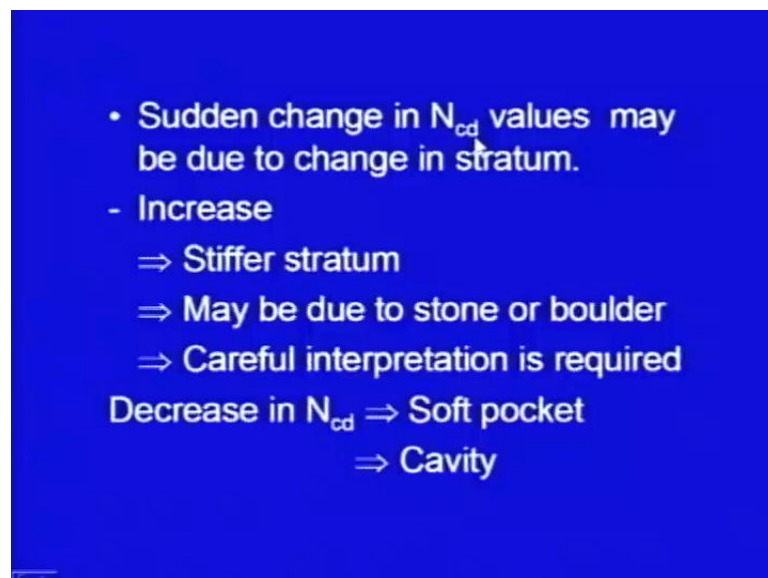 • Sudden change in Ncd values may
be due to change in stratum.
- Increase
⇒ Stiffer stratum
⇒ May be due to stone or boulder
⇒ Careful interpretation is required
Decrease in Ncd ⇒ Soft pocket
⇒ Cavity